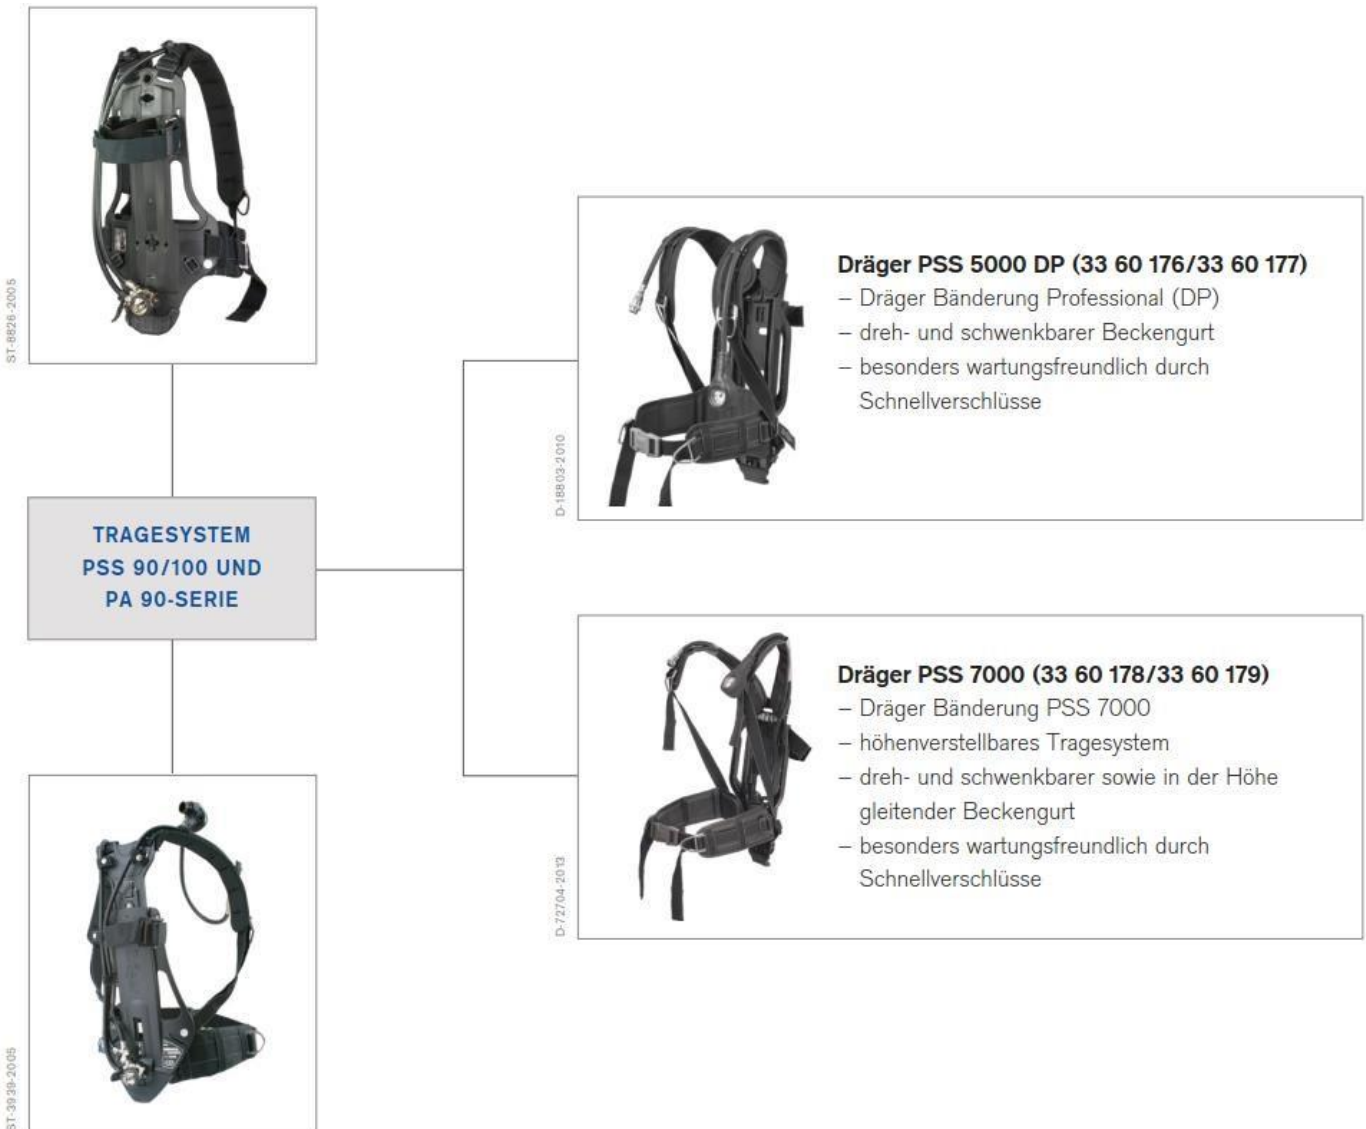 ST-8826-2005
TRAGESYSTEM
PSS 90/100 UND
PA 90-SERIE
ST-3939-2005
D-18803-2010
Dräger PSS 5000 DP (33 60 176/33 60 177)
– Dräger Bänderung Professional (DP)
– dreh- und schwenkbarer Beckengurt
– besonders wartungsfreundlich durch
Schnellverschlüsse
D-72704-2013
Dräger PSS 7000 (33 60 178/33 60 179)
– Dräger Bänderung PSS 7000
– höhenverstellbares Tragesystem
– dreh- und schwenkbarer sowie in der Höhe
gleitender Beckengurt
– besonders wartungsfreundlich durch
Schnellverschlüsse